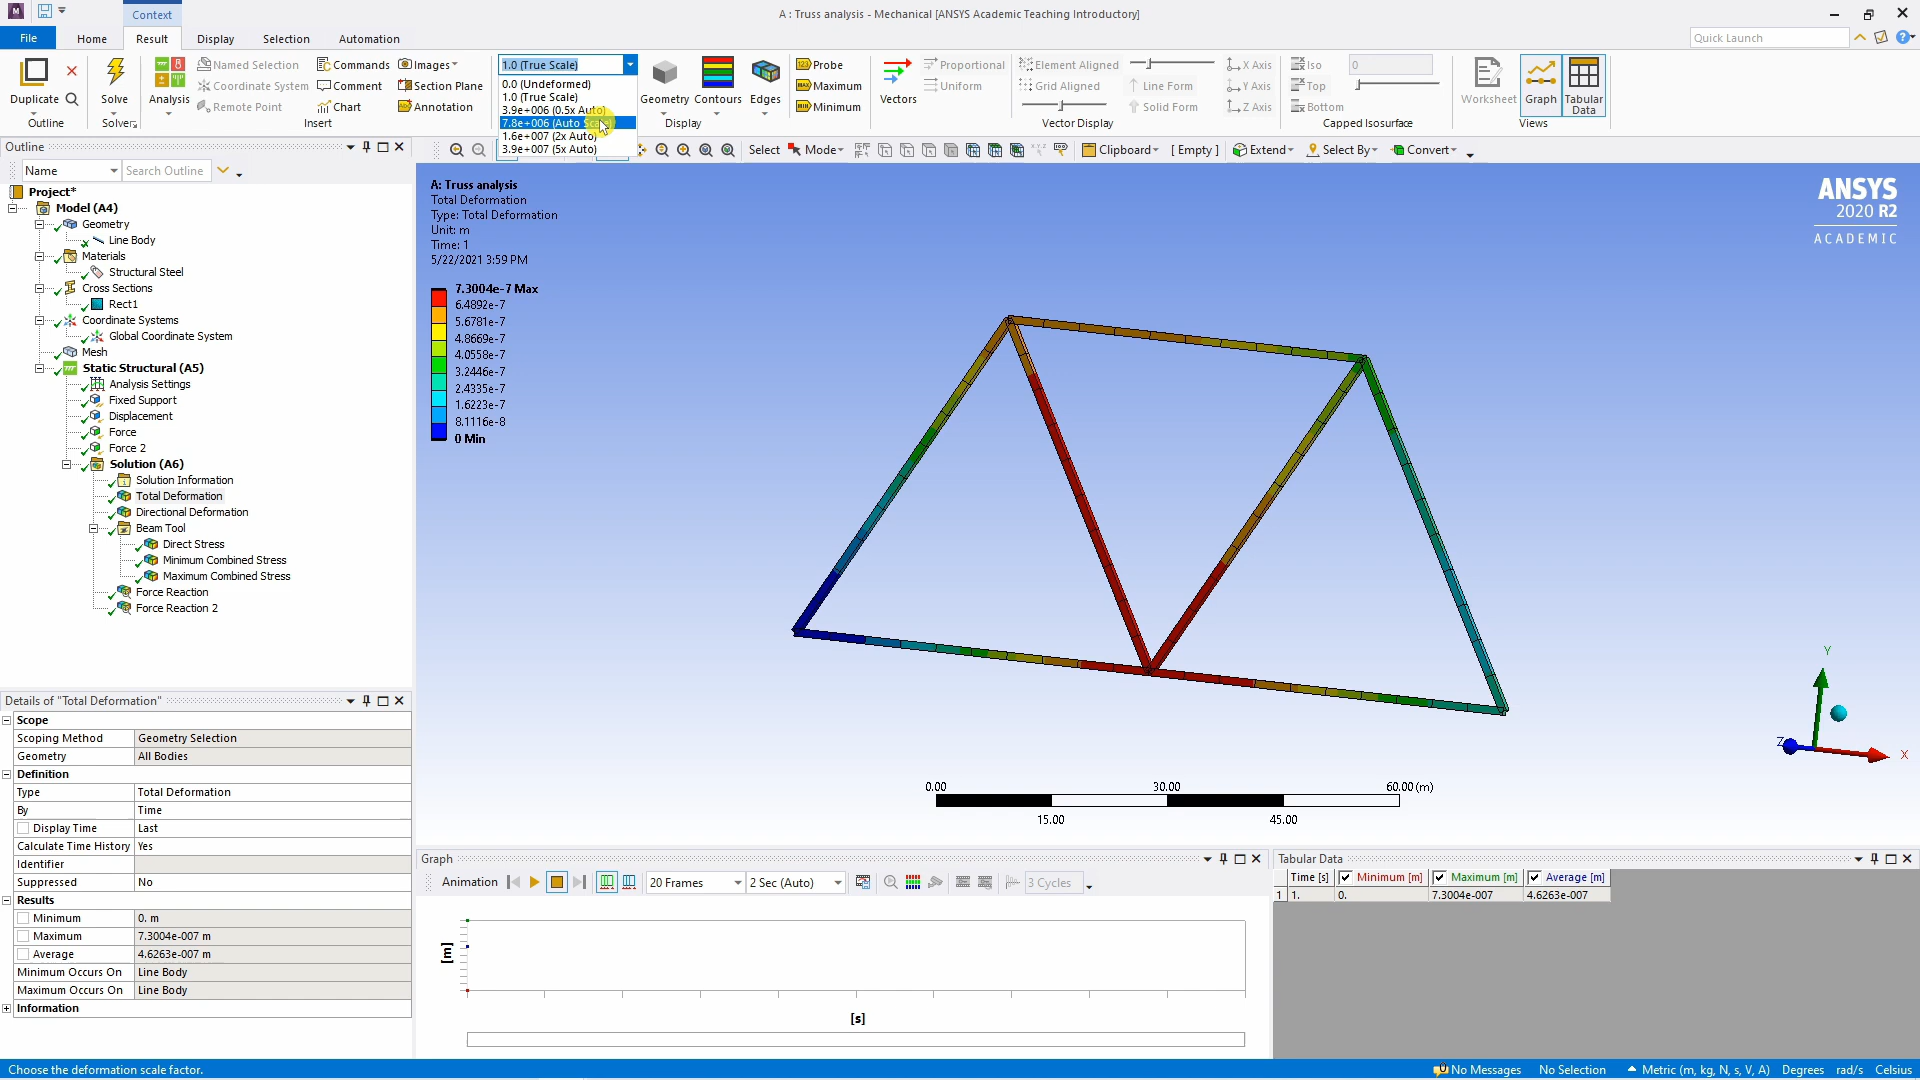 Context
A : Truss analysis - Mechanical [ANSYS Academic Teaching Introductory]
File
Home
Result
Display
Selection
Automation
Quick Launch
Duplicate
Outline
Solve
Solver
Analysis
Named Selection
Coordinate System
Remote Point
Commands
Comment
Chart
Images
Section Plane
Annotation
Insert
1.0 (True Scale)
0.0 (Undeformed)
1.0 (True Scale)
3.9e+006 (0.5x Auto)
7.8e+006 (Auto Scale)
1.6e+007 (2x Auto)
3.9e+007 (5x Auto)
Geometry
Contours
Edges
Display
Probe
Maximum
Minimum
Vectors
Proportional
Uniform
Element Aligned
Grid Aligned
Line Form
Solid Form
X Axis
Y Axis
Z Axis
Vector Display
Iso
Top
Bottom
0
Capped Isosurface
Worksheet
Graph
Tabular Data
Views
Select
Mode
Clipboard
[ Empty ]
Extend
Select By
Convert
Outline
Name
Search Outline
Project*
Model (A4)
Geometry
Line Body
Materials
Structural Steel
Cross Sections
Rect1
Coordinate Systems
Global Coordinate System
Mesh
Static Structural (A5)
Analysis Settings
Fixed Support
Displacement
Force
Force 2
Solution (A6)
Solution Information
Total Deformation
Directional Deformation
Beam Tool
Direct Stress
Minimum Combined Stress
Maximum Combined Stress
Force Reaction
Force Reaction 2
Details of "Total Deformation"
Scope
Scoping Method Geometry Selection
Geometry All Bodies
Definition
Type Total Deformation
By Time
Display Time Last
Calculate Time History Yes
Identifier
Suppressed No
Results
Minimum 0. m
Maximum 7.3004e-007 m
Average 4.6263e-007 m
Minimum Occurs On Line Body
Maximum Occurs On Line Body
Information
A: Truss analysis
Total Deformation
Type: Total Deformation
Unit: m
Time: 1
5/22/2021 3:59 PM
7.3004e-7 Max
6.4892e-7
5.6781e-7
4.8669e-7
4.0558e-7
3.2446e-7
2.4335e-7
1.6223e-7
8.1116e-8
0 Min
ANSYS
2020 R2
ACADEMIC
Y
Z
X
0.00 30.00 60.00 (m)
15.00 45.00
Graph
Animation
20 Frames
2 Sec (Auto)
3 Cycles
[m]
[s]
Tabular Data
Time [s] Minimum [m] Maximum [m] Average [m]
1 1. 0. 7.3004e-007 4.6263e-007
Choose the deformation scale factor.
No Messages
No Selection
Metric (m, kg, N, s, V, A)
Degrees
rad/s
Celsius